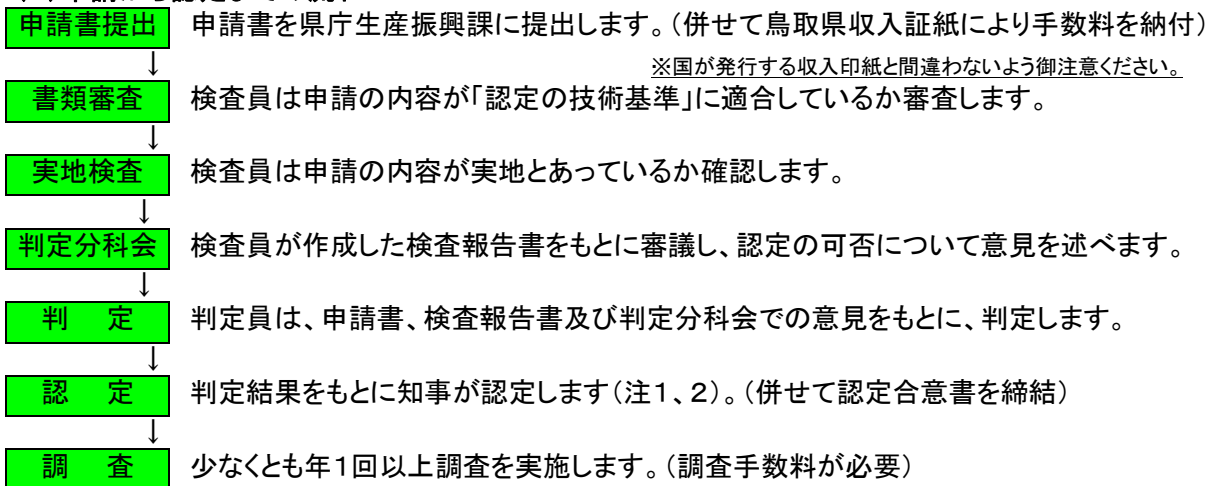 申請書提出 申請書を県庁生産振興課に提出します。(併せて鳥取県収入証紙により手数料を納付)
↓ ※国が発行する収入印紙と間違わないよう御注意ください。
書類審査 検査員は申請の内容が「認定の技術基準」に適合しているか審査します。
↓
実地検査 検査員は申請の内容が実地とあっているか確認します。
↓
判定分科会 検査員が作成した検査報告書をもとに審議し、認定の可否について意見を述べます。
↓
判 定 判定員は、申請書、検査報告書及び判定分科会での意見をもとに、判定します。
↓
認 定 判定結果をもとに知事が認定します(注1、2)。(併せて認定合意書を締結)
↓
調 査 少なくとも年1回以上調査を実施します。(調査手数料が必要)